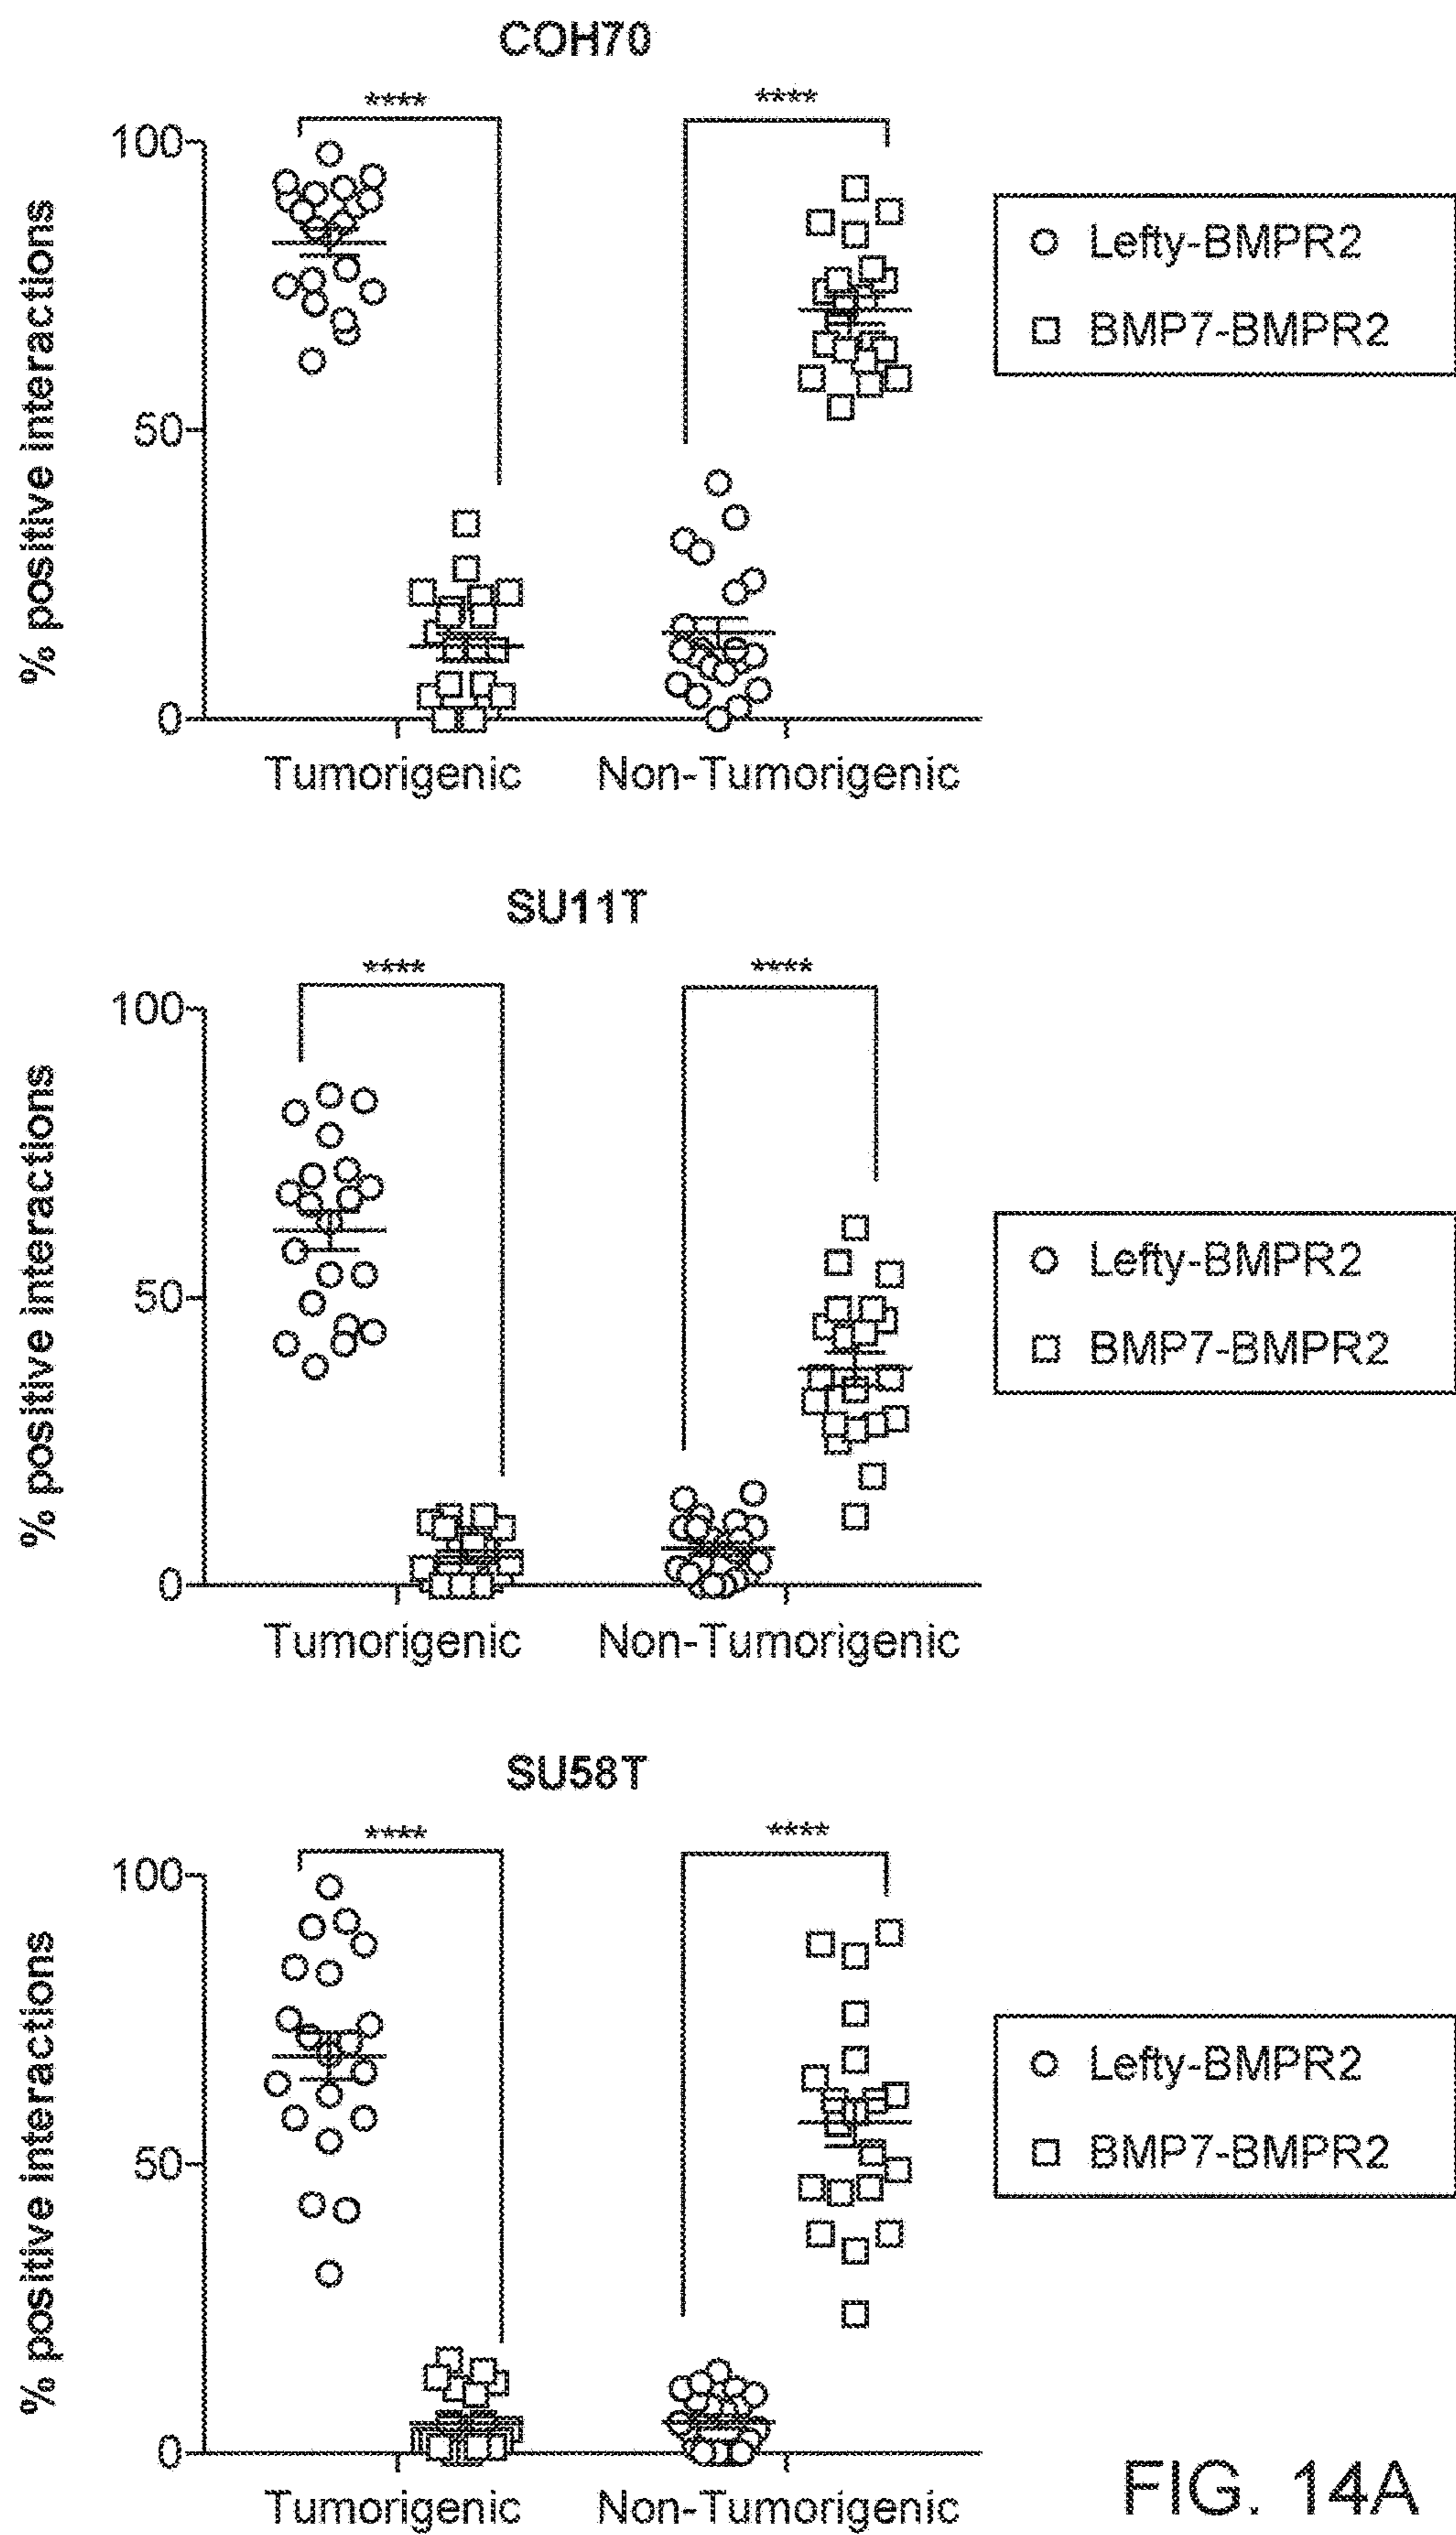 COH70
**** ****
% positive interactions
100
50
0
Tumorigenic Non-Tumorigenic
Lefty-BMPR2
BMP7-BMPR2
SU11T
**** ****
% positive interactions
100
50
0
Tumorigenic Non-Tumorigenic
Lefty-BMPR2
BMP7-BMPR2
SU58T
**** ****
% positive interactions
100
50
0
Tumorigenic Non-Tumorigenic
Lefty-BMPR2
BMP7-BMPR2
FIG. 14A